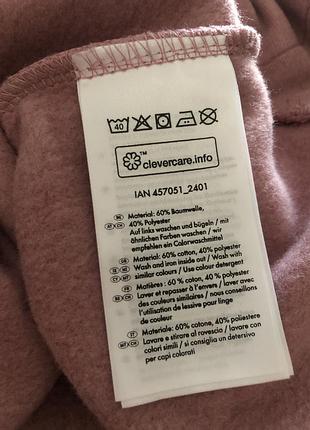 40
™ clevercare.info
IAN 457051_2401
Material: 60% Baumwolle,
40% Polyester
Auf links waschen und bügeln / mit
ähnlichen Farben waschen / wir
empfehlen ein Colorwaschmittel
Material: 60% cotton, 40% polyester
Wash and iron inside out / Wash with
similar colours / Use colour detergent
Matières : 60 % coton, 40 % polyester
Laver et repasser à l'envers / laver avec
des couleurs similaires / nous conseillons
l'utilisation de lessive pour linge
de couleur
Materiale: 60% cotone, 40% poliestere
Lavare e stirare al rovescio / lavare con
colori simili / si consiglia un detersivo
per capi colorati